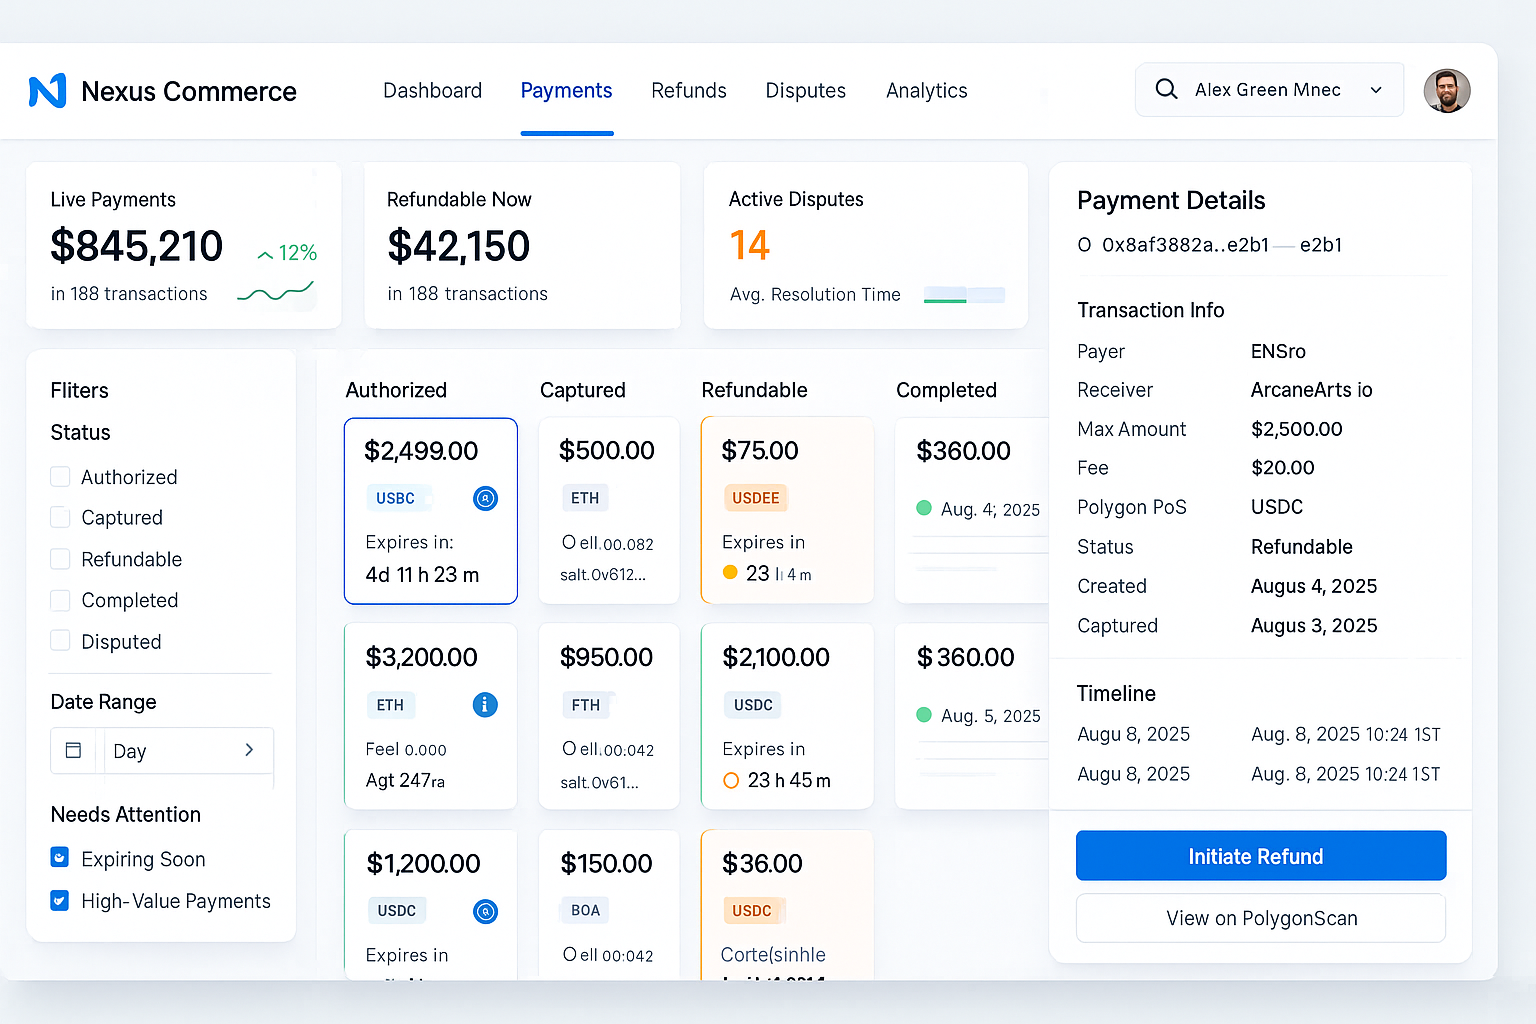 Nexus Commerce
Dashboard
Payments
Refunds
Disputes
Analytics
Alex Green Mnec
Live Payments
$845,210
12%
in 188 transactions
Refundable Now
$42,150
in 188 transactions
Active Disputes
14
Avg. Resolution Time
Fliters
Status
Authorized
Captured
Refundable
Completed
Disputed
Date Range
Day
Needs Attention
Expiring Soon
High-Value Payments
Authorized
$2,499.00
USBC
Expires in:
4d 11 h 23 m
$3,200.00
ETH
Feel 0.000
Agt 247ra
$1,200.00
USDC
Expires in
Captured
$500.00
ETH
O ell.00.082
salt.0v612...
$950.00
FTH
O ell.00:042
salt.0v61...
$150.00
BOA
O ell 00:042
Refundable
$75.00
USDEE
Expires in
23 4 m
$2,100.00
USDC
Expires in
23 h 45 m
$36.00
USDC
Corte(sinhle
Completed
$360.00
Aug. 4; 2025
$360.00
Aug. 5, 2025
Payment Details
O 0x8af3882a..e2b1 — e2b1
Transaction Info
Payer ENSro
Receiver ArcaneArts io
Max Amount $2,500.00
Fee $20.00
Polygon PoS USDC
Status Refundable
Created Augus 4, 2025
Captured Augus 3, 2025
Timeline
Augu 8, 2025 Aug. 8, 2025 10:24 1ST
Augu 8, 2025 Aug. 8, 2025 10:24 1ST
Initiate Refund
View on PolygonScan